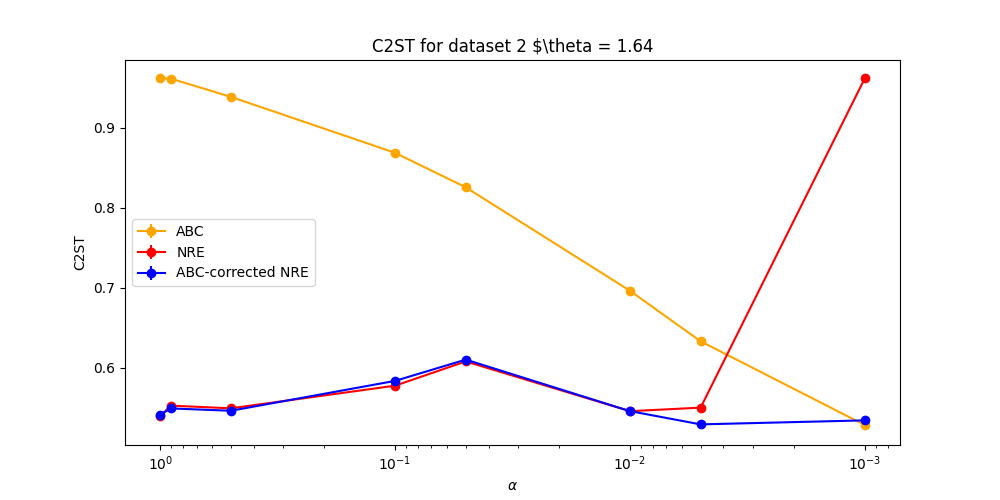 C2ST for dataset 2 $\theta = 1.64
C2ST
0.9
0.8
0.7
0.6
ABC
NRE
ABC-corrected NRE
10⁰
10⁻¹
10⁻²
10⁻³
α